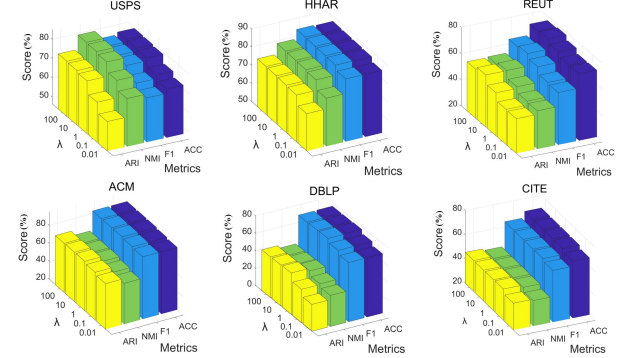 USPS
Score (%)
80
70
60
50
100
10
1
0.1
0.01
λ
ARI NMI F1 ACC
Metrics
HHAR
Score (%)
90
80
70
60
50
100
10
1
0.1
0.01
λ
ARI NMI F1 ACC
Metrics
REUT
Score (%)
80
60
40
20
100
10
1
0.1
0.01
λ
ARI NMI F1 ACC
Metrics
ACM
Score (%)
80
60
40
20
100
10
1
0.1
0.01
λ
ARI NMI F1 ACC
Metrics
DBLP
Score (%)
80
60
40
20
0
100
10
1
0.1
0.01
λ
ARI NMI F1 ACC
Metrics
CITE
Score (%)
80
60
40
20
100
10
1
0.1
0.01
λ
ARI NMI F1 ACC
Metrics